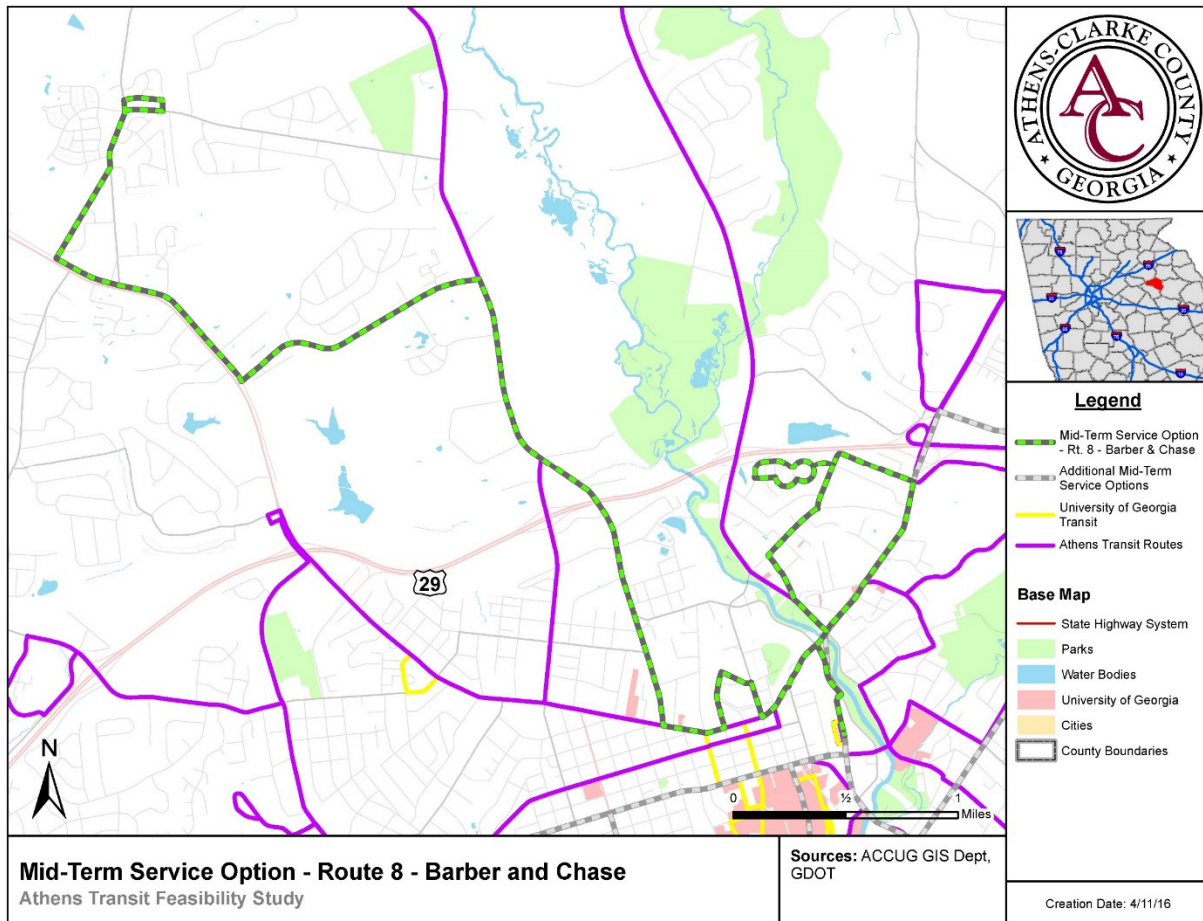 ATHENS-CLARKE COUNTY
AC
★ GEORGIA ★
29
N
0 ½ 1
Miles
Legend
Mid-Term Service Option
- Rt. 8 - Barber & Chase
Additional Mid-Term
Service Options
University of Georgia
Transit
Athens Transit Routes
Base Map
State Highway System
Parks
Water Bodies
University of Georgia
Cities
County Boundaries
Mid-Term Service Option - Route 8 - Barber and Chase
Athens Transit Feasibility Study
Sources: ACCUG GIS Dept,
GDOT
Creation Date: 4/11/16